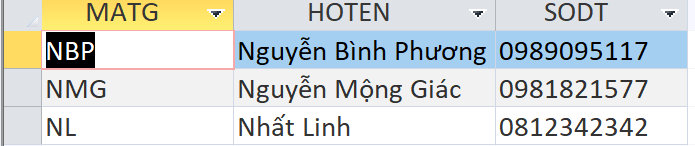 MATG HOTEN SODT
NBP Nguyễn Bình Phương 0989095117
NMG Nguyễn Mộng Giác 0981821577
NL Nhất Linh 0812342342